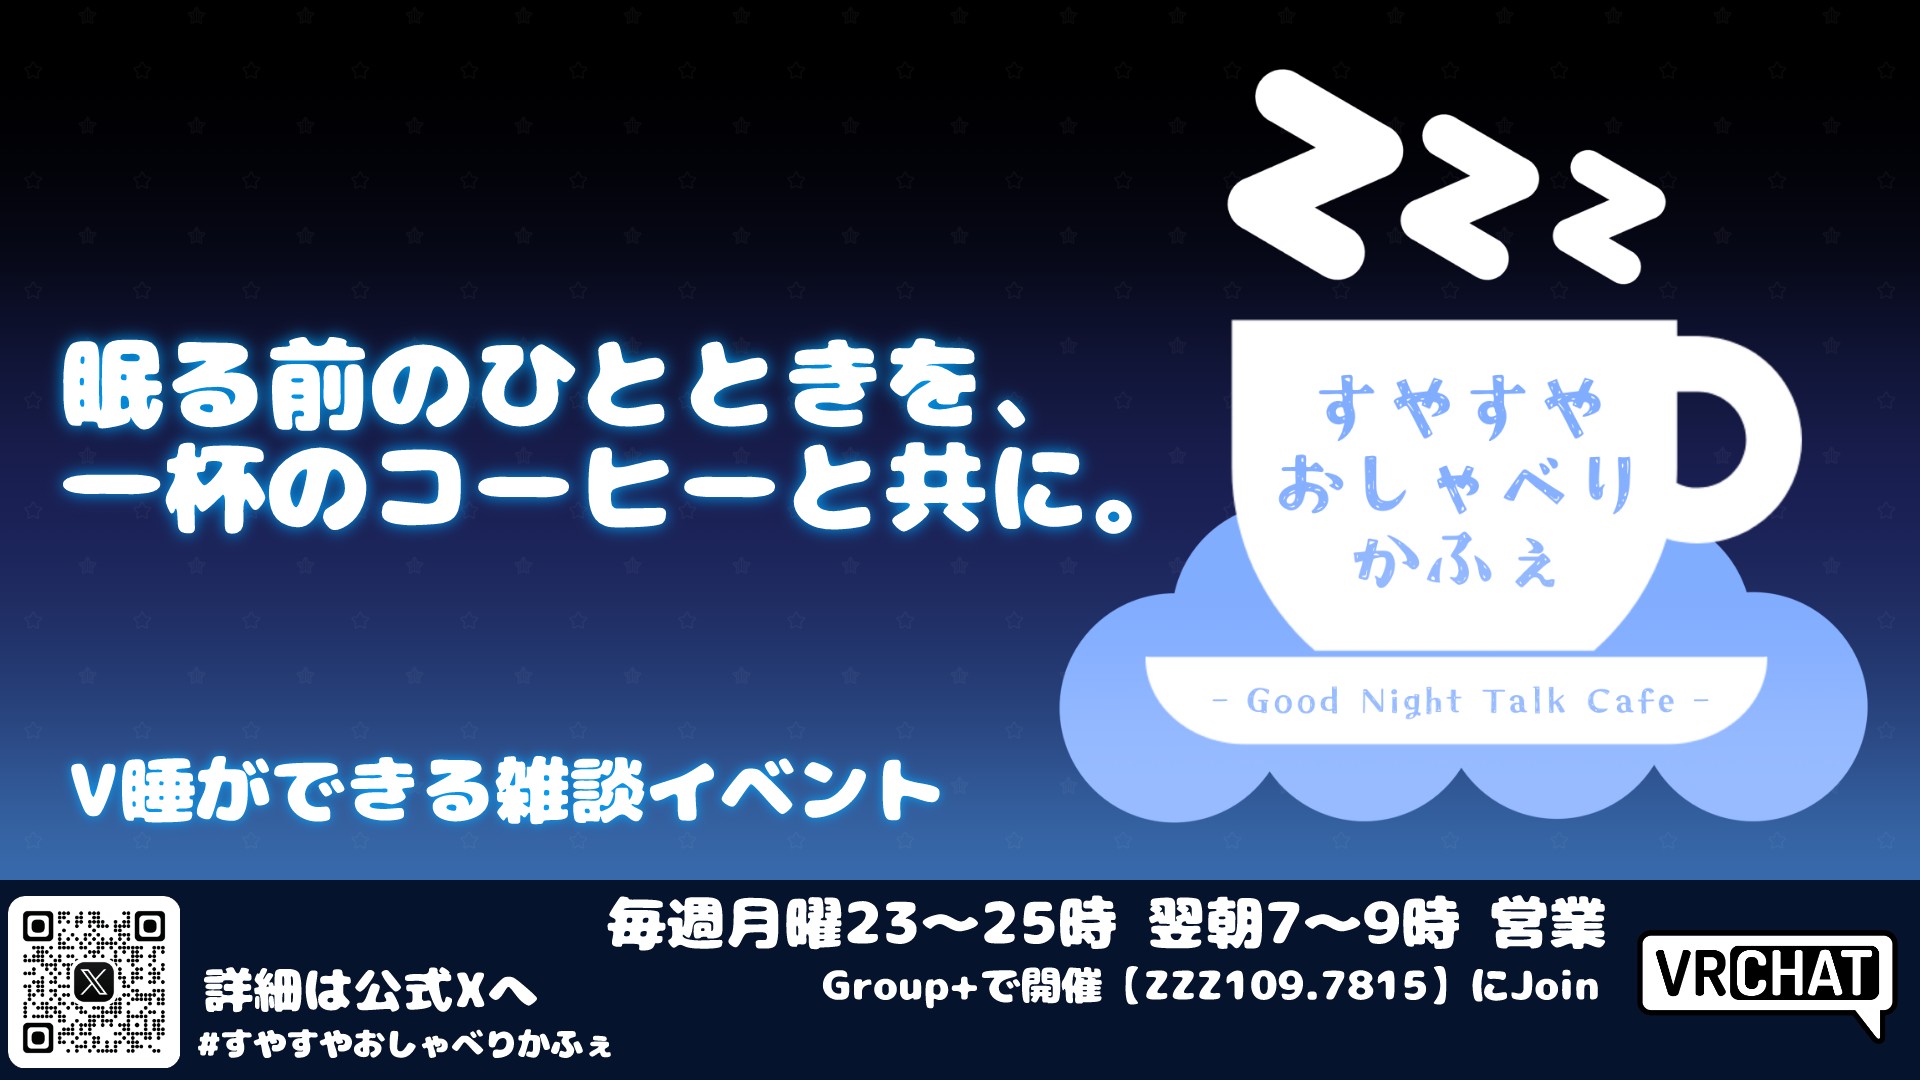 眠る前のひとときを、
一杯のコーヒーと共に。
すやすや
おしゃべり
かふぇ
- Good Night Talk Cafe -
V睡ができる雑談イベント
毎週月曜23〜25時 翌朝7〜9時 営業
Group+で開催【ZZZ109.7815】にJoin
詳細は公式Xへ
#すやすやおしゃべりかふぇ
VRCHAT